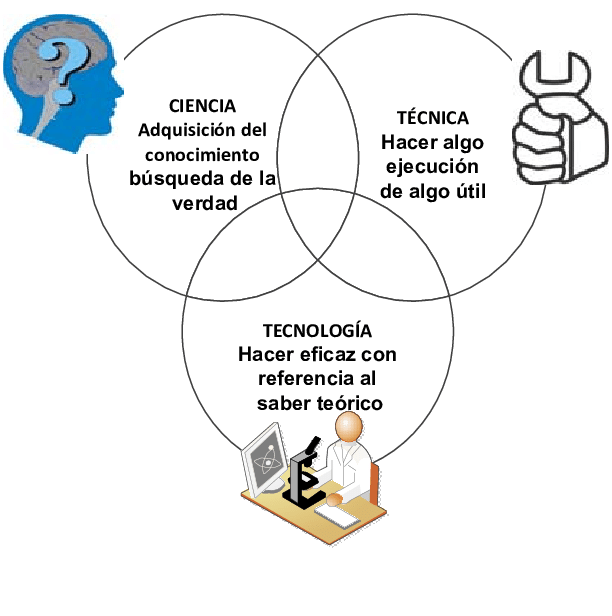 CIENCIA
Adquisición del
conocimiento
búsqueda de la
verdad
TÉCNICA
Hacer algo
ejecución
de algo útil
TECNOLOGÍA
Hacer eficaz con
referencia al
saber teórico